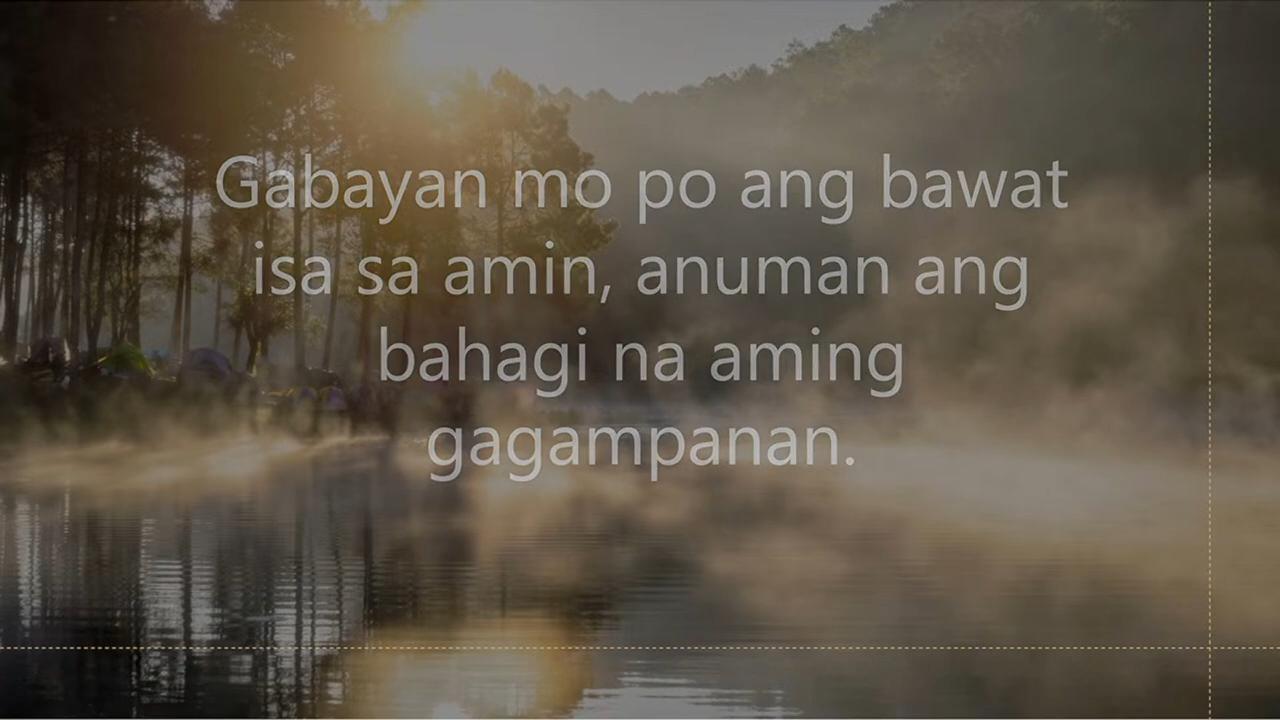 Gabayan mo po ang bawat
isa sa amin, anuman ang
bahagi na aming
gagampanan.